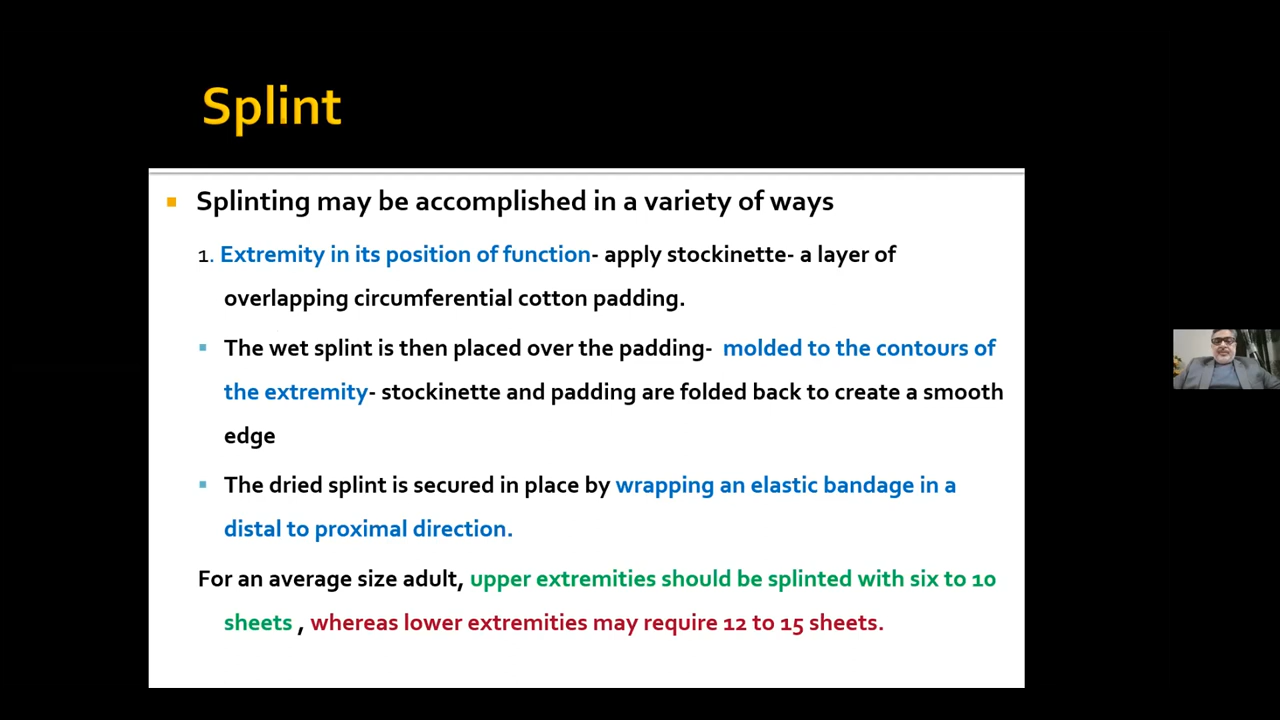 Splint
Splinting may be accomplished in a variety of ways
1. Extremity in its position of function- apply stockinette- a layer of
overlapping circumferential cotton padding.
The wet splint is then placed over the padding- molded to the contours of
the extremity- stockinette and padding are folded back to create a smooth
edge
The dried splint is secured in place by wrapping an elastic bandage in a
distal to proximal direction.
For an average size adult, upper extremities should be splinted with six to 10
sheets , whereas lower extremities may require 12 to 15 sheets.